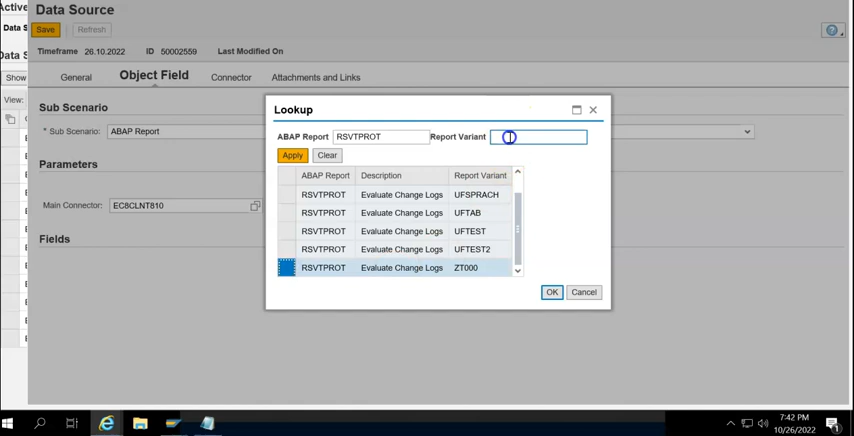 Active
Data Source
Data S
Save Refresh
Data S
Timeframe 26.10.2022 ID 50002559 Last Modified On
Show
General Object Field Connector Attachments and Links
View:
Lookup
Sub Scenario
ABAP Report RSVTPROT Report Variant
* Sub Scenario: ABAP Report
Apply Clear
Parameters
ABAP Report Description Report Variant
RSVTPROT Evaluate Change Logs UFSPRACH
Main Connector: EC8CLNT810
RSVTPROT Evaluate Change Logs UFTAB
RSVTPROT Evaluate Change Logs UFTEST
Fields
RSVTPROT Evaluate Change Logs UFTEST2
RSVTPROT Evaluate Change Logs ZT000
OK Cancel
7:42 PM
10/26/2022
1